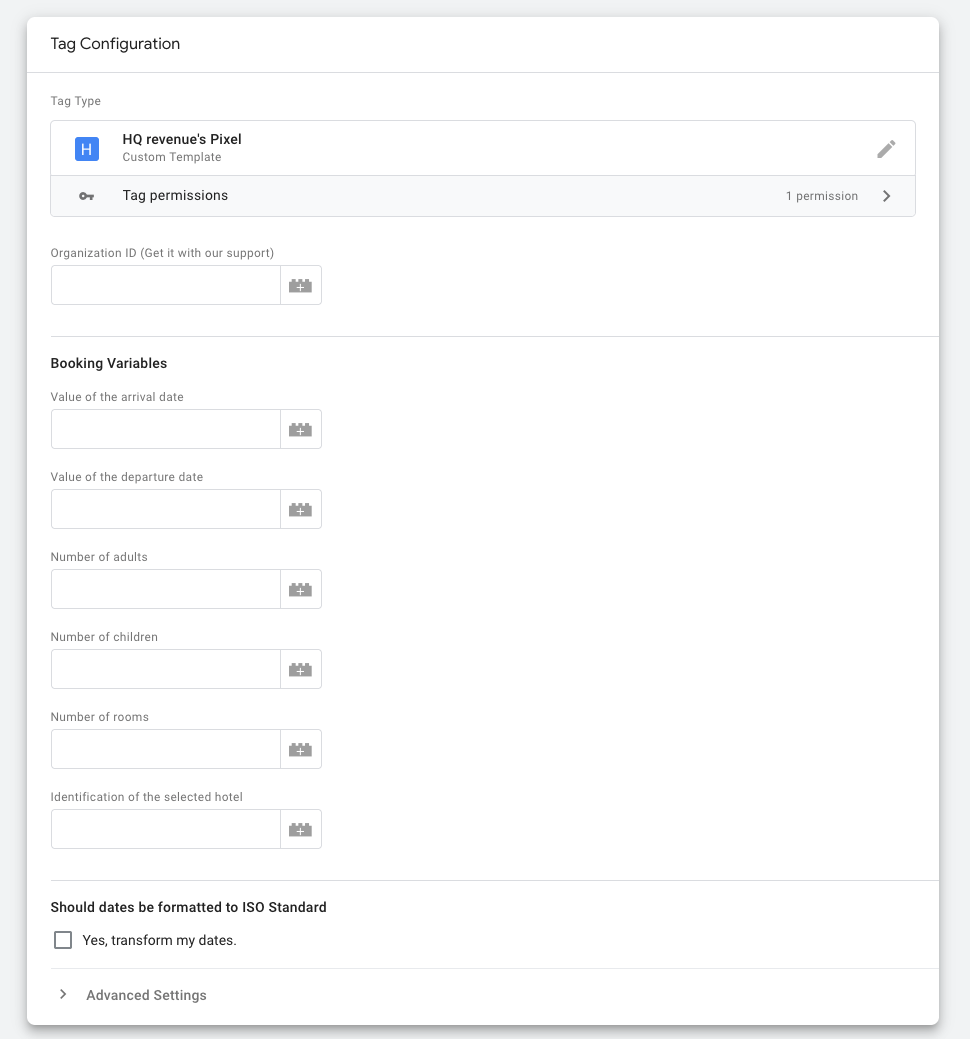 Tag Configuration
Tag Type
H
HQ revenue's Pixel
Custom Template
Tag permissions
1 permission
Organization ID (Get it with our support)
Booking Variables
Value of the arrival date
Value of the departure date
Number of adults
Number of children
Number of rooms
Identification of the selected hotel
Should dates be formatted to ISO Standard
Yes, transform my dates.
Advanced Settings